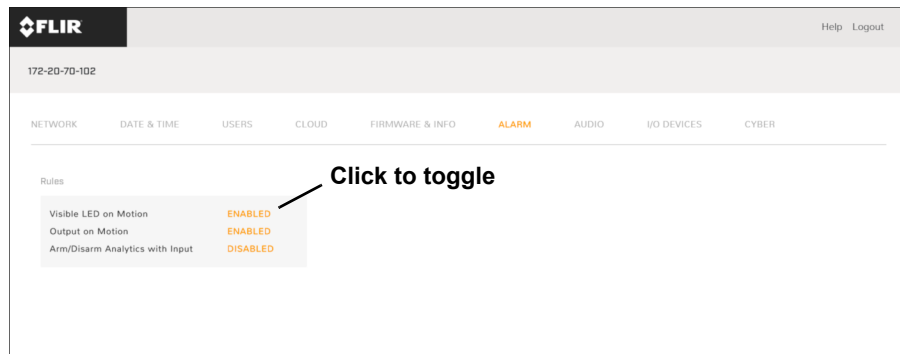 FLIR
Help Logout
172-20-70-102
NETWORK DATE & TIME USERS CLOUD FIRMWARE & INFO ALARM AUDIO I/O DEVICES CYBER
Click to toggle
Rules
Visible LED on Motion ENABLED
Output on Motion ENABLED
Arm/Disarm Analytics with Input DISABLED